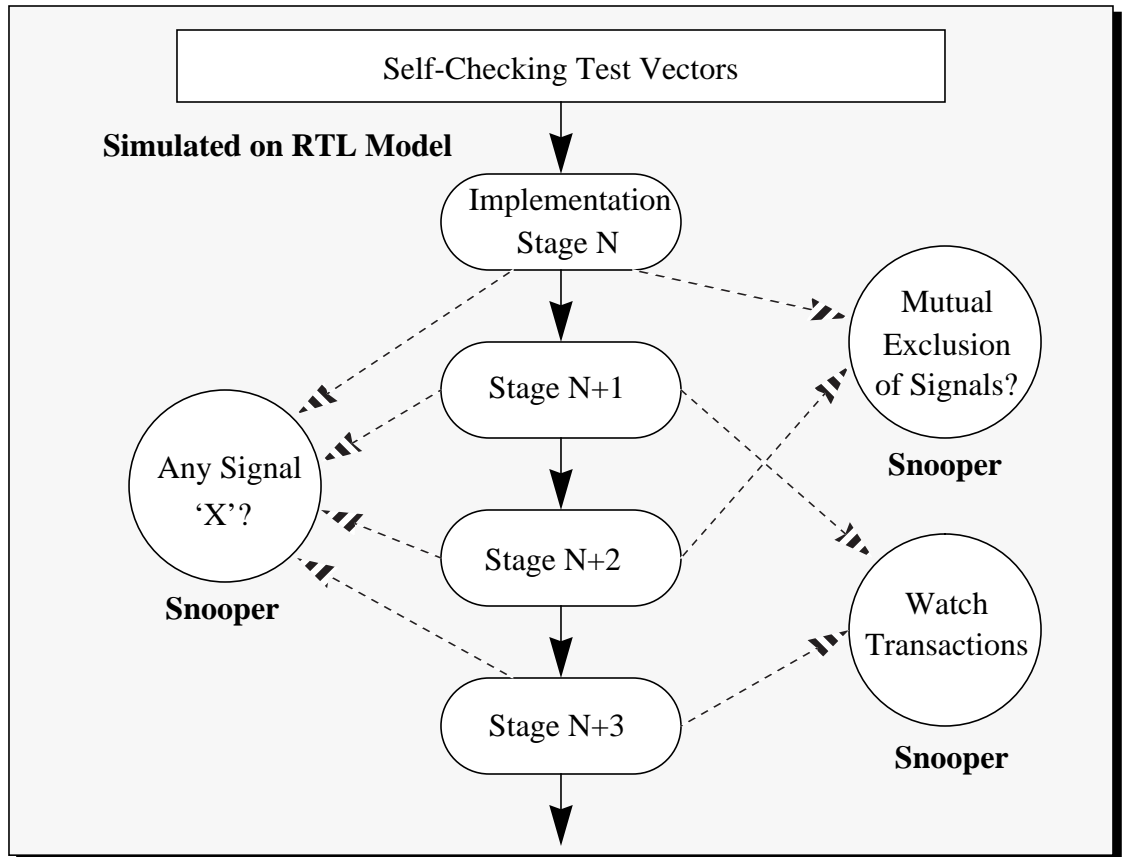 Self-Checking Test Vectors
Simulated on RTL Model
Implementation
Stage N
Mutual
Exclusion
of Signals?
Snooper
Stage N+1
Any Signal
‘X’?
Snooper
Stage N+2
Watch
Transactions
Snooper
Stage N+3